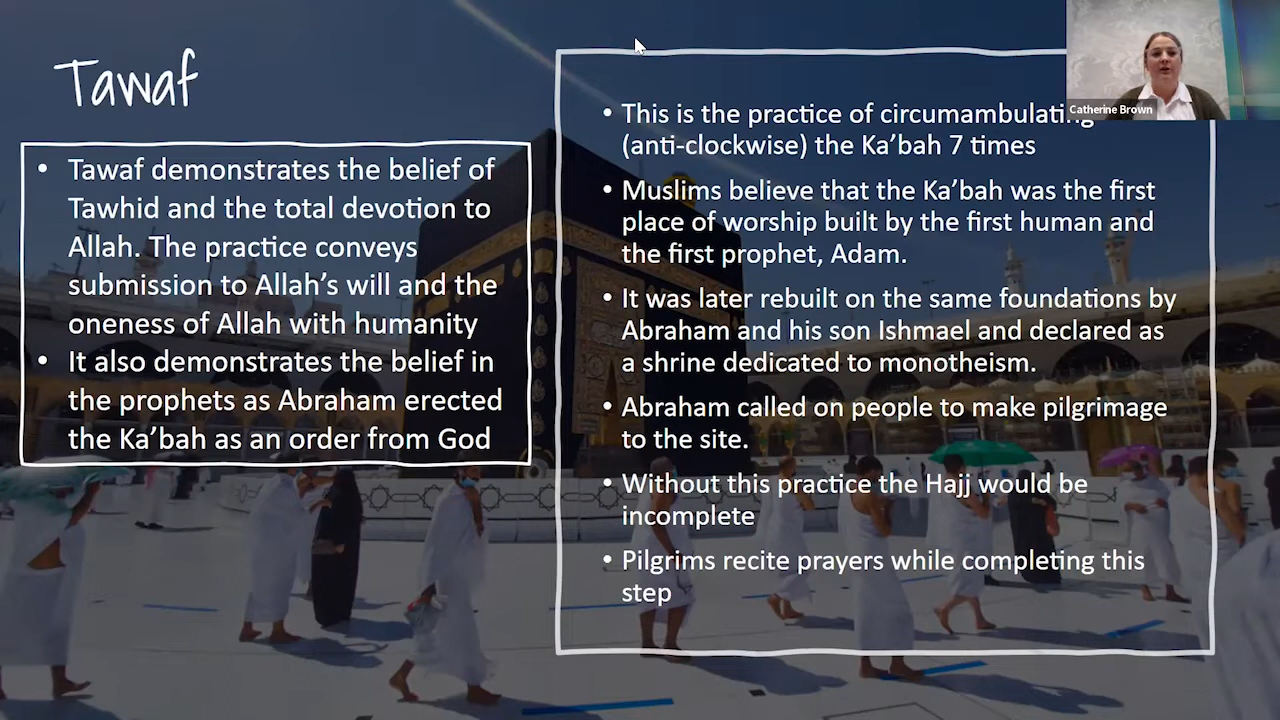 Tawaf
• Tawaf demonstrates the belief of
Tawhid and the total devotion to
Allah. The practice conveys
submission to Allah’s will and the
oneness of Allah with humanity
• It also demonstrates the belief in
the prophets as Abraham erected
the Ka’bah as an order from God
• This is the practice of circumambulating
(anti-clockwise) the Ka’bah 7 times
• Muslims believe that the Ka’bah was the first
place of worship built by the first human and
the first prophet, Adam.
• It was later rebuilt on the same foundations by
Abraham and his son Ishmael and declared as
a shrine dedicated to monotheism.
• Abraham called on people to make pilgrimage
to the site.
• Without this practice the Hajj would be
incomplete
• Pilgrims recite prayers while completing this
step
Catherine Brown